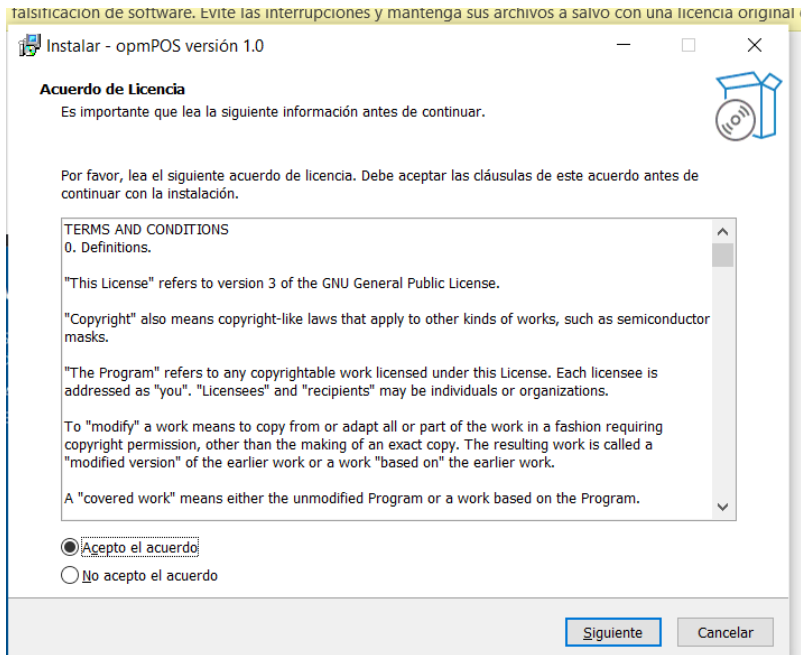 falsificación de software. Evite las interrupciones y mantenga sus archivos a salvo con una licencia original
Instalar - opmPOS versión 1.0
Acuerdo de Licencia
Es importante que lea la siguiente información antes de continuar.
Por favor, lea el siguiente acuerdo de licencia. Debe aceptar las cláusulas de este acuerdo antes de
continuar con la instalación.
TERMS AND CONDITIONS
0. Definitions.
"This License" refers to version 3 of the GNU General Public License.
"Copyright" also means copyright-like laws that apply to other kinds of works, such as semiconductor
masks.
"The Program" refers to any copyrightable work licensed under this License. Each licensee is
addressed as "you". "Licensees" and "recipients" may be individuals or organizations.
To "modify" a work means to copy from or adapt all or part of the work in a fashion requiring
copyright permission, other than the making of an exact copy. The resulting work is called a
"modified version" of the earlier work or a work "based on" the earlier work.
A "covered work" means either the unmodified Program or a work based on the Program.
Acepto el acuerdo
No acepto el acuerdo
Siguiente
Cancelar